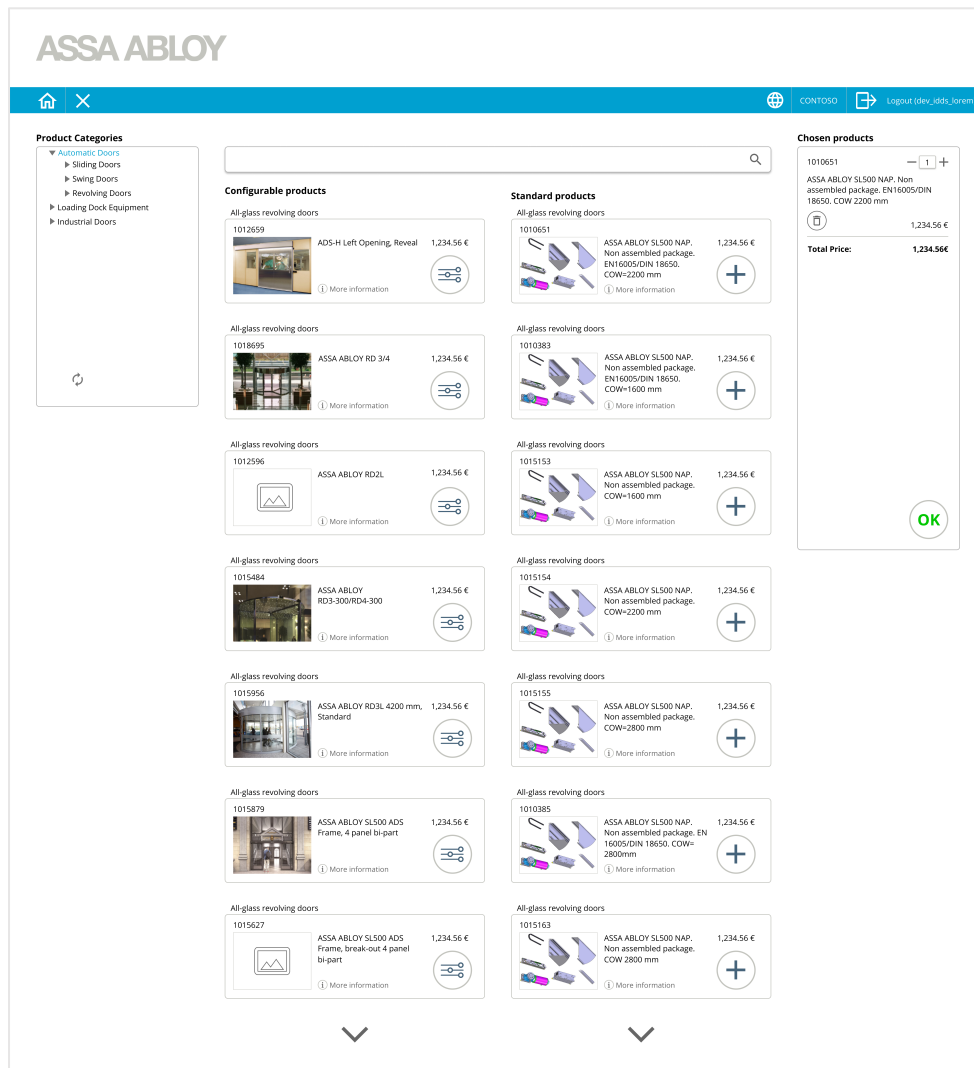 ASSA ABLOY
CONTOSO
Logout (dev_idds_lorem
Product Categories
Automatic Doors
Sliding Doors
Swing Doors
Revolving Doors
Loading Dock Equipment
Industrial Doors
Configurable products
All-glass revolving doors
1012659
ADS-H Left Opening, Reveal
1,234.56 €
i More information
All-glass revolving doors
1018695
ASSA ABLOY RD 3/4
1,234.56 €
i More information
All-glass revolving doors
1012596
ASSA ABLOY RD2L
1,234.56 €
i More information
All-glass revolving doors
1015484
ASSA ABLOY
RD3-300/RD4-300
1,234.56 €
i More information
All-glass revolving doors
1015956
ASSA ABLOY RD3L 4200 mm,
Standard
1,234.56 €
i More information
All-glass revolving doors
1015879
ASSA ABLOY SL500 ADS
Frame, 4 panel bi-part
1,234.56 €
i More information
All-glass revolving doors
1015627
ASSA ABLOY SL500 ADS
Frame, break-out 4 panel
bi-part
1,234.56 €
i More information
Standard products
All-glass revolving doors
1010651
ASSA ABLOY SL500 NAP.
Non assembled package.
EN16005/DIN 18650.
COW=2200 mm
1,234.56 €
i More information
All-glass revolving doors
1010383
ASSA ABLOY SL500 NAP.
Non assembled package.
EN16005/DIN 18650.
COW=1600 mm
1,234.56 €
i More information
All-glass revolving doors
1015153
ASSA ABLOY SL500 NAP.
Non assembled package.
COW=1600 mm
1,234.56 €
i More information
All-glass revolving doors
1015154
ASSA ABLOY SL500 NAP.
Non assembled package.
COW=2200 mm
1,234.56 €
i More information
All-glass revolving doors
1015155
ASSA ABLOY SL500 NAP.
Non assembled package.
COW=2800 mm
1,234.56 €
i More information
All-glass revolving doors
1010385
ASSA ABLOY SL500 NAP.
Non assembled package. EN
16005/DIN 18650. COW=
2800mm
1,234.56 €
i More information
All-glass revolving doors
1015163
ASSA ABLOY SL500 NAP.
Non assembled package.
COW 2800 mm
1,234.56 €
i More information
Chosen products
1010651
1
ASSA ABLOY SL500 NAP. Non
assembled package. EN16005/DIN
18650. COW 2200 mm
1,234.56 €
Total Price: 1,234.56€
OK